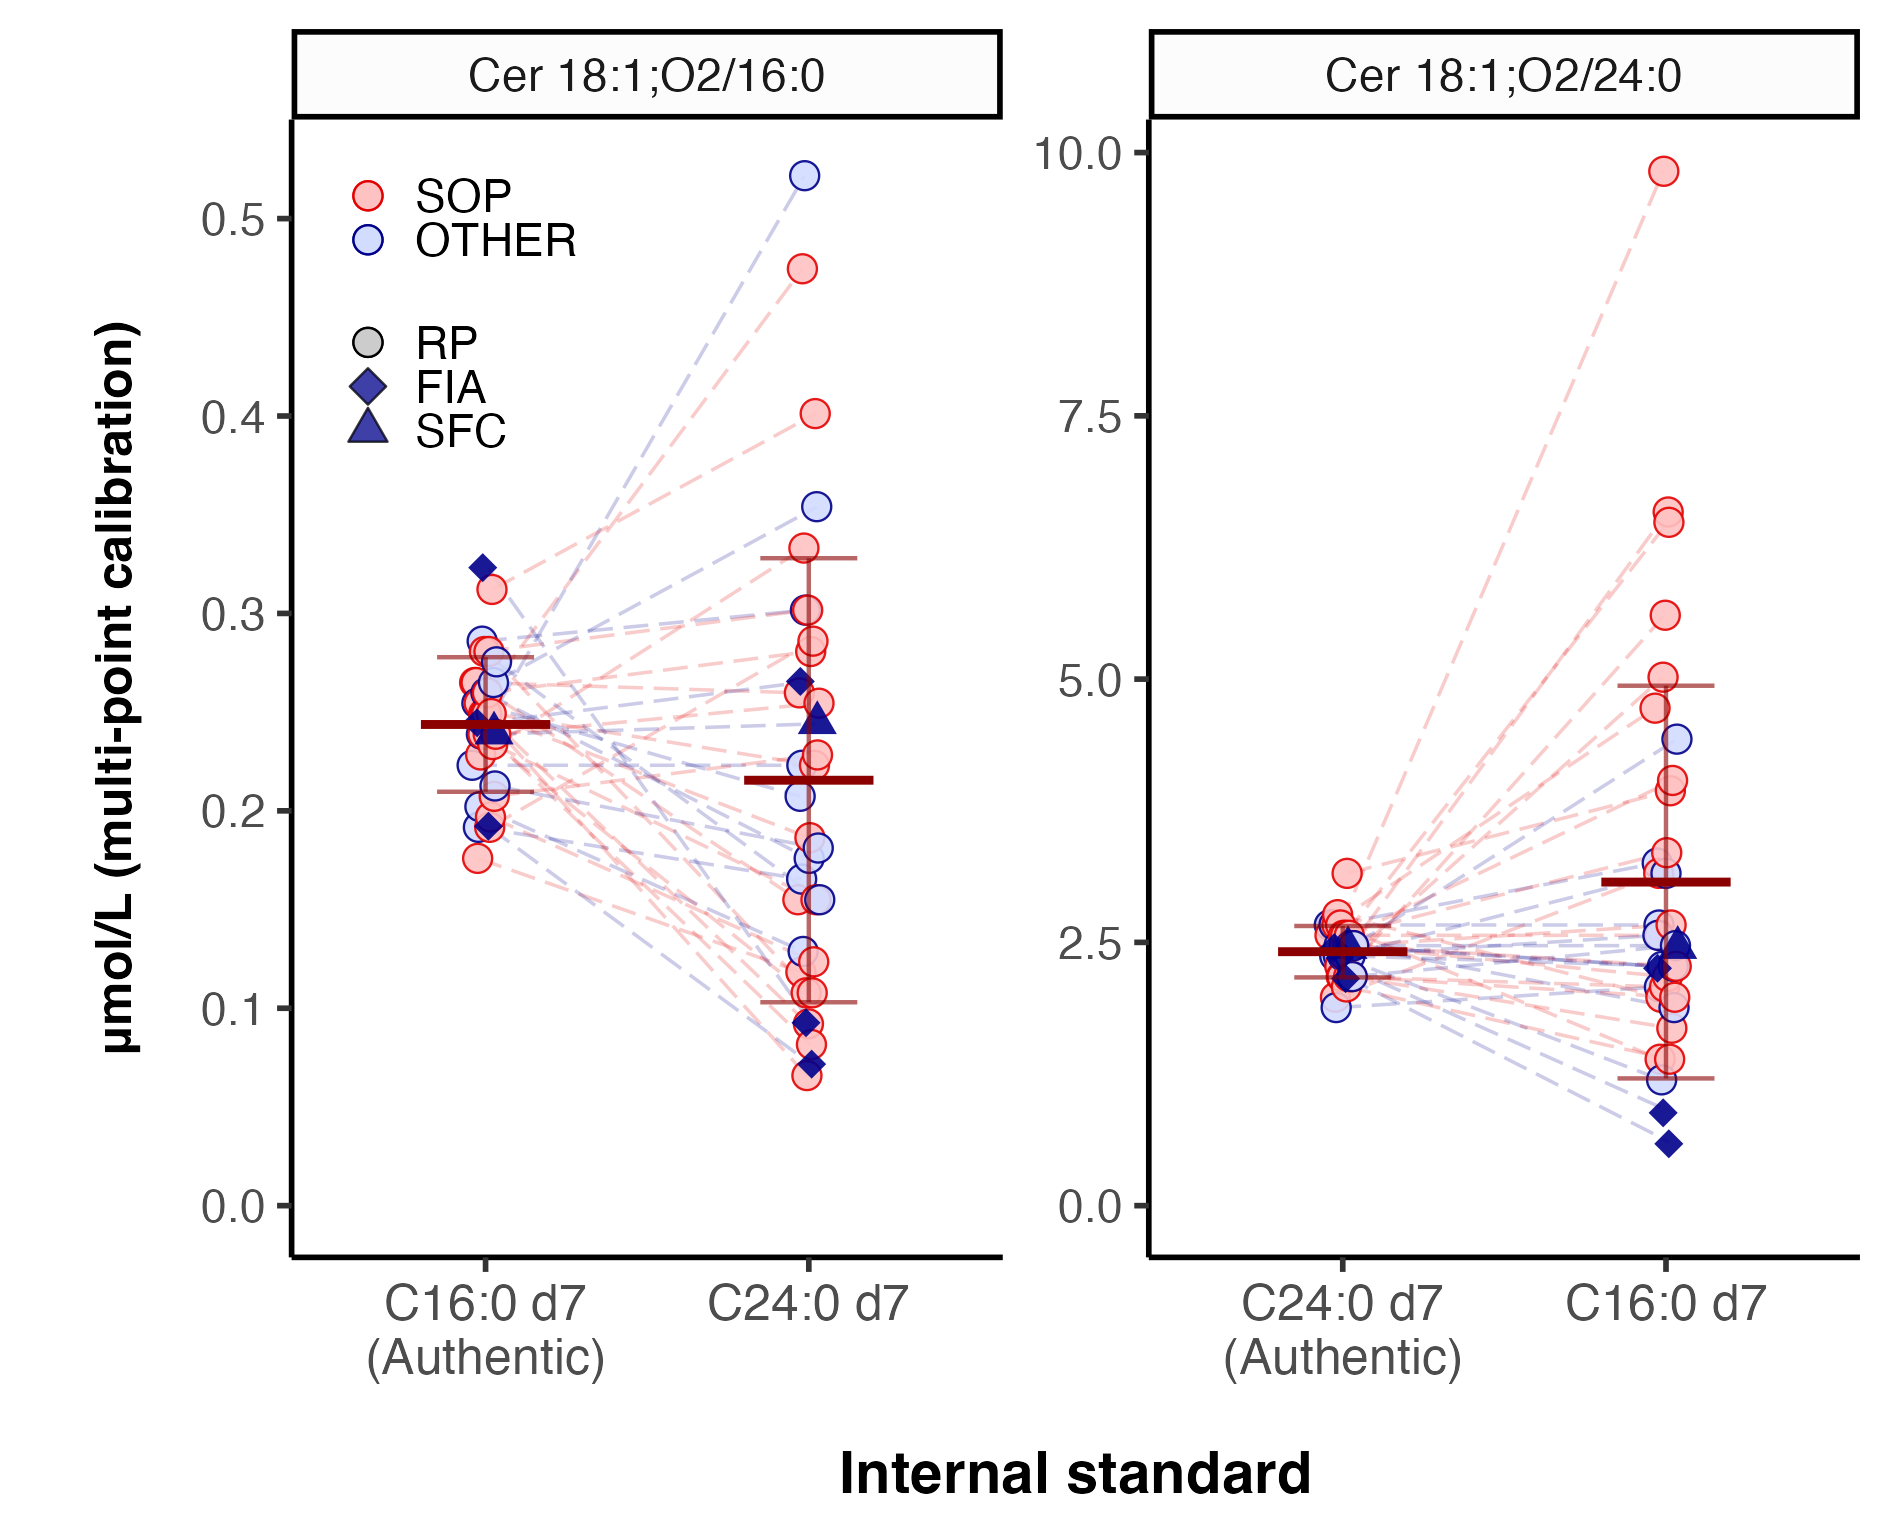 Cer 18:1;O2/16:0
Cer 18:1;O2/24:0
µmol/L (multi-point calibration)
0.5
0.4
0.3
0.2
0.1
0.0
SOP
OTHER
RP
FIA
SFC
10.0
7.5
5.0
2.5
0.0
C16:0 d7
(Authentic)
C24:0 d7
C24:0 d7
(Authentic)
C16:0 d7
Internal standard